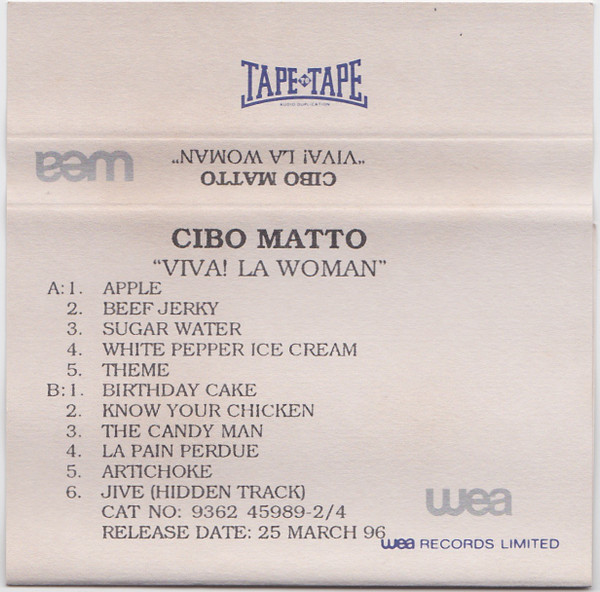 TAPE TO TAPE
AUDIO DUPLICATION
wea
CIBO MATTO
"VIVA! LA WOMAN"
CIBO MATTO
"VIVA! LA WOMAN"
A: 1. APPLE
2. BEEF JERKY
3. SUGAR WATER
4. WHITE PEPPER ICE CREAM
5. THEME
B: 1. BIRTHDAY CAKE
2. KNOW YOUR CHICKEN
3. THE CANDY MAN
4. LA PAIN PERDUE
5. ARTICHOKE
6. JIVE (HIDDEN TRACK)
CAT NO: 9362 45989-2/4
RELEASE DATE: 25 MARCH 96
wea
wea RECORDS LIMITED